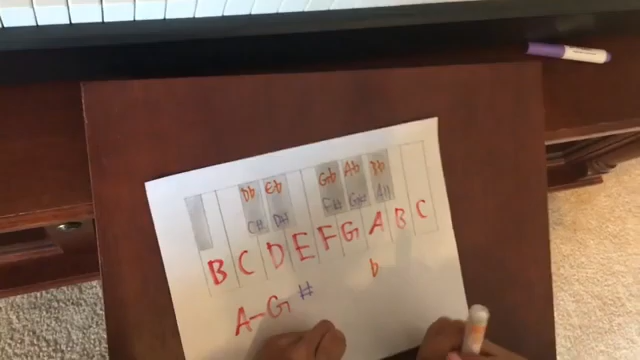 Db Eb Gb Ab Bb
C# D# F# G# A#
B C D E F G A B C
b
A-G #